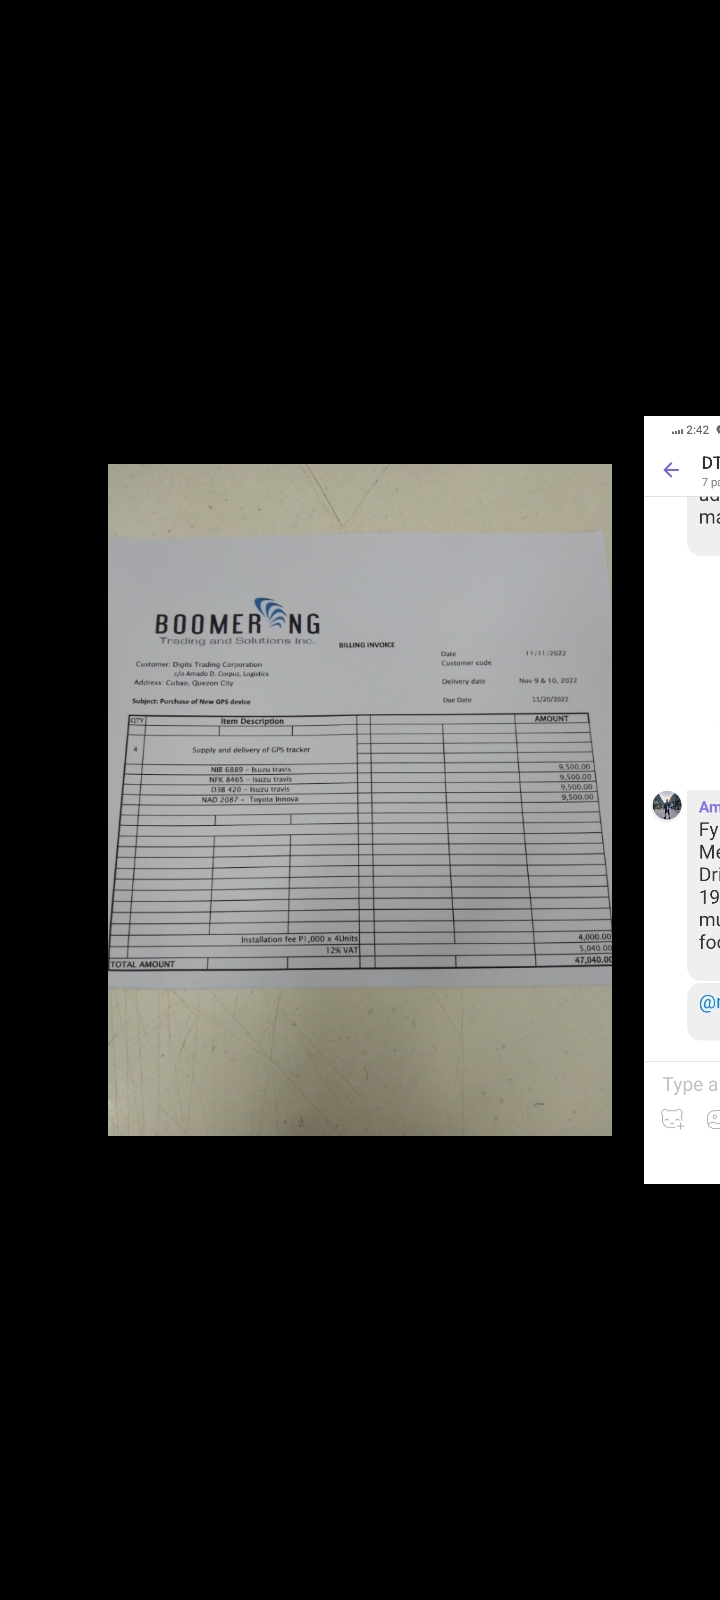 BOOMERANG
Trading and Solutions Inc.
BILLING INVOICE
Date 11/11/2022
Customer code
Customer: Digits Trading Corporation
c/o Amado D. Corpuz, Logistics
Address: Cubao, Quezon City
Delivery date Nov 9 & 10, 2022
Subject: Purchase of New GPS device
Due Date 11/20/2022
QTY Item Description AMOUNT
4 Supply and delivery of GPS tracker
NIB 6889 - Isuzu travis 9,500.00
NFK 8465 - Isuzu travis 9,500.00
D3B 420 - Isuzu travis 9,500.00
NAD 2087 - Toyota Innova 9,500.00
Installation fee P1,000 x 4Units 4,000.00
12% VAT 5,040.00
TOTAL AMOUNT 47,040.00
2:42
DT
7 pa
ma
Am
Fy
Me
Dri
19
mu
foo
Type a